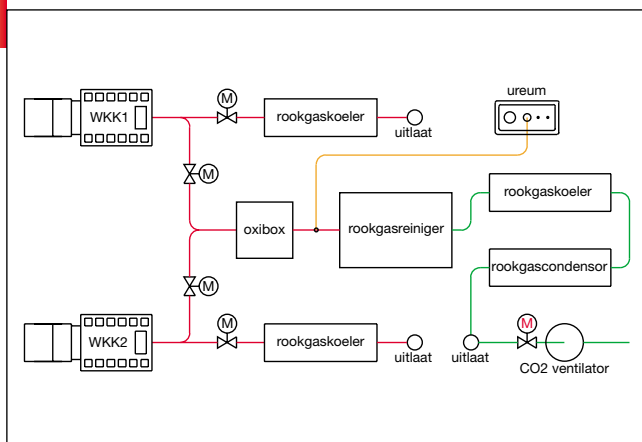 M
ureum
WKK1
rookgaskoeler
uitlaat
M
rookgaskoeler
oxibox
rookgasreiniger
rookgascondensor
M
M
M
WKK2
rookgaskoeler
uitlaat
uitlaat
CO2 ventilator